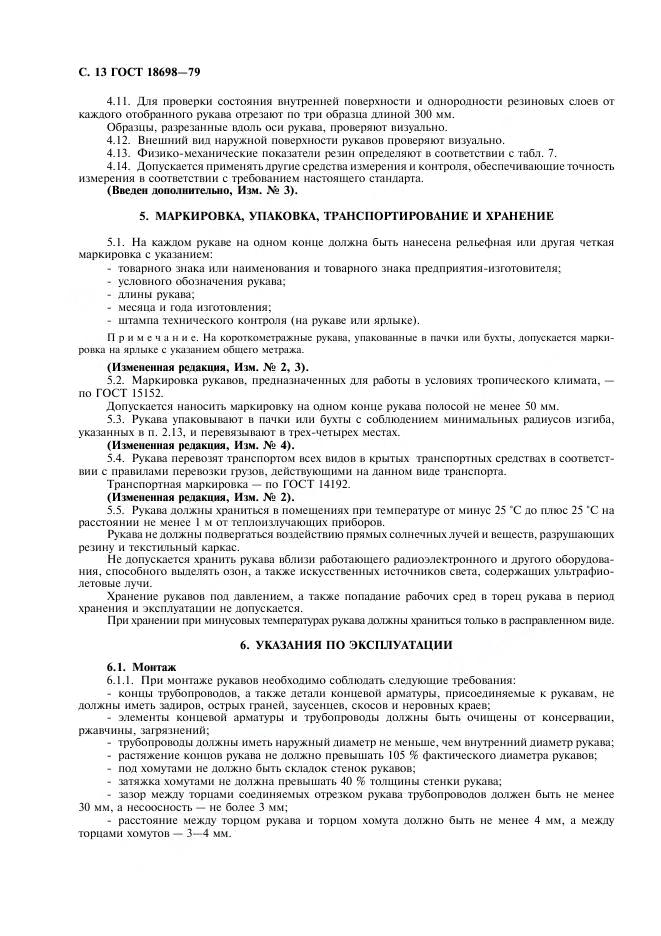 С. 13 ГОСТ 18698—79
4.11. Для проверки состояния внутренней поверхности и однородности резиновых слоев от
каждого отобранного рукава отрезают по три образца длиной 300 мм.
Образцы, разрезанные вдоль оси рукава, проверяют визуально.
4.12. Внешний вид наружной поверхности рукавов проверяют визуально.
4.13. Физико-механические показатели резин определяют в соответствии с табл. 7.
4.14. Допускается применять другие средства измерения и контроля, обеспечивающие точность
измерения в соответствии с требованием настоящего стандарта.
(Введен дополнительно, Изм. № 3).
5. МАРКИРОВКА, УПАКОВКА, ТРАНСПОРТИРОВАНИЕ И ХРАНЕНИЕ
5.1. На каждом рукаве на одном конце должна быть нанесена рельефная или другая четкая
маркировка с указанием:
- товарного знака или наименования и товарного знака предприятия-изготовителя;
- условного обозначения рукава;
- длины рукава;
- месяца и года изготовления;
- штампа технического контроля (на рукаве или ярлыке).
П р и м е ч а н и е. На короткометражные рукава, упакованные в пачки или бухты, допускается марки-
ровка на ярлыке с указанием общего метража.
(Измененная редакция, Изм. № 2, 3).
5.2. Маркировка рукавов, предназначенных для работы в условиях тропического климата, —
по ГОСТ 15152.
Допускается наносить маркировку на одном конце рукава полосой не менее 50 мм.
5.3. Рукава упаковывают в пачки или бухты с соблюдением минимальных радиусов изгиба,
указанных в п. 2.13, и перевязывают в трех-четырех местах.
(Измененная редакция, Изм. № 4).
5.4. Рукава перевозят транспортом всех видов в крытых транспортных средствах в соответст-
вии с правилами перевозки грузов, действующими на данном виде транспорта.
Транспортная маркировка — по ГОСТ 14192.
(Измененная редакция, Изм. № 2).
5.5. Рукава должны храниться в помещениях при температуре от минус 25 °С до плюс 25 °С на
расстоянии не менее 1 м от теплоизлучающих приборов.
Рукава не должны подвергаться воздействию прямых солнечных лучей и веществ, разрушающих
резину и текстильный каркас.
Не допускается хранить рукава вблизи работающего радиоэлектронного и другого оборудова-
ния, способного выделять озон, а также искусственных источников света, содержащих ультрафио-
летовые лучи.
Хранение рукавов под давлением, а также попадание рабочих сред в торец рукава в период
хранения и эксплуатации не допускается.
При хранении при минусовых температурах рукава должны храниться только в расправленном виде.
6. УКАЗАНИЯ ПО ЭКСПЛУАТАЦИИ
6.1. Монтаж
6.1.1. При монтаже рукавов необходимо соблюдать следующие требования:
- концы трубопроводов, а также детали концевой арматуры, присоединяемые к рукавам, не
должны иметь задиров, острых граней, заусенцев, скосов и неровных краев;
- элементы концевой арматуры и трубопроводы должны быть очищены от консервации,
ржавчины, загрязнений;
- трубопроводы должны иметь наружный диаметр не меньше, чем внутренний диаметр рукава;
- растяжение концов рукава не должно превышать 105 % фактического диаметра рукавов;
- под хомутами не должно быть складок стенок рукавов;
- затяжка хомутами не должна превышать 40 % толщины стенки рукава;
- зазор между торцами соединяемых отрезком рукава трубопроводов должен быть не менее
30 мм, а несоосность — не более 3 мм;
- расстояние между торцом рукава и торцом хомута должно быть не менее 4 мм, а между
торцами хомутов — 3—4 мм.